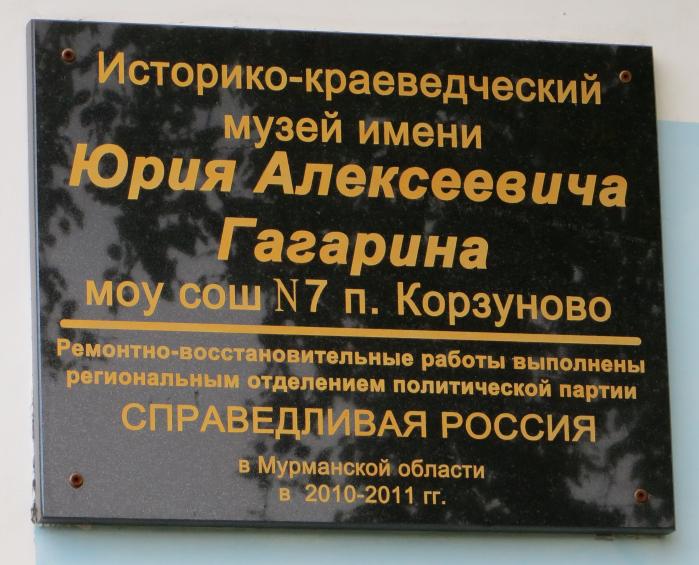 Историко-краеведческий
музей имени
Юрия Алексеевича
Гагарина
моу сош N7 п. Корзуново
Ремонтно-восстановительные работы выполнены
региональным отделением политической партии
СПРАВЕДЛИВАЯ РОССИЯ
в Мурманской области
в 2010-2011 гг.